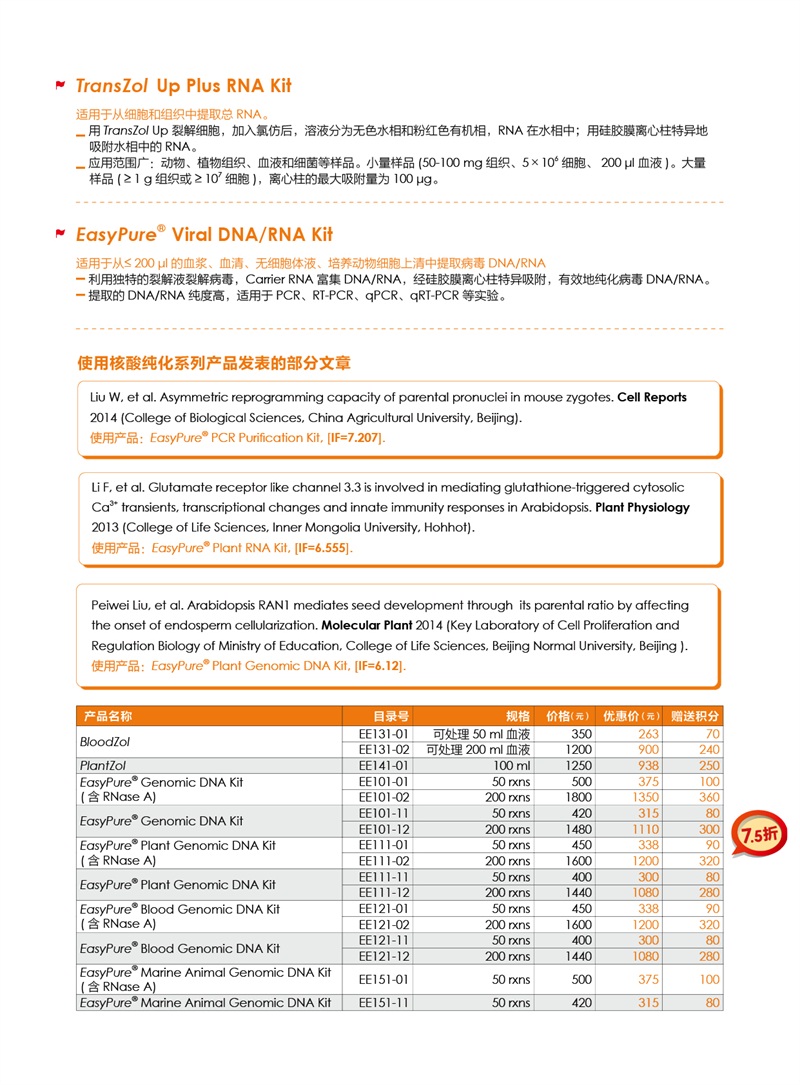 TransZol Up Plus RNA Kit
适用于从细胞和组织中提取总 RNA。
用 TransZol Up 裂解细胞，加入氯仿后，溶液分为无色水相和粉红色有机相，RNA 在水相中；用硅胶膜离心柱特异地
吸附水相中的 RNA。
应用范围广：动物、植物组织、血液和细菌等样品。小量样品 (50-100 mg 组织、5 × 10⁶ 细胞、 200 µl 血液 )。大量
样品 ( ≥ 1 g 组织或 ≥ 10⁷ 细胞 )，离心柱的最大吸附量为 100 µg。
EasyPure® Viral DNA/RNA Kit
适用于从≤ 200 µl 的血浆、血清、无细胞体液、培养动物细胞上清中提取病毒 DNA/RNA
利用独特的裂解液裂解病毒，Carrier RNA 富集 DNA/RNA，经硅胶膜离心柱特异吸附，有效地纯化病毒 DNA/RNA。
提取的 DNA/RNA 纯度高，适用于 PCR、RT-PCR、qPCR、qRT-PCR 等实验。
使用核酸纯化系列产品发表的部分文章
Liu W, et al. Asymmetric reprogramming capacity of parental pronuclei in mouse zygotes. Cell Reports
2014 (College of Biological Sciences, China Agricultural University, Beijing).
使用产品：EasyPure® PCR Purification Kit, [IF=7.207].
Li F, et al. Glutamate receptor like channel 3.3 is involved in mediating glutathione-triggered cytosolic
Ca³⁺ transients, transcriptional changes and innate immunity responses in Arabidopsis. Plant Physiology
2013 (College of Life Sciences, Inner Mongolia University, Hohhot).
使用产品：EasyPure® Plant RNA Kit, [IF=6.555].
Peiwei Liu, et al. Arabidopsis RAN1 mediates seed development through its parental ratio by affecting
the onset of endosperm cellularization. Molecular Plant 2014 (Key Laboratory of Cell Proliferation and
Regulation Biology of Ministry of Education, College of Life Sciences, Beijing Normal University, Beijing ).
使用产品：EasyPure® Plant Genomic DNA Kit, [IF=6.12].
产品名称 目录号 规格 价格(元) 优惠价(元) 赠送积分
BloodZol EE131-01 可处理 50 ml 血液 350 263 70
EE131-02 可处理 200 ml 血液 1200 900 240
PlantZol EE141-01 100 ml 1250 938 250
EasyPure® Genomic DNA Kit EE101-01 50 rxns 500 375 100
( 含 RNase A) EE101-02 200 rxns 1800 1350 360
EasyPure® Genomic DNA Kit EE101-11 50 rxns 420 315 80
EE101-12 200 rxns 1480 1110 300
EasyPure® Plant Genomic DNA Kit EE111-01 50 rxns 450 338 90
( 含 RNase A) EE111-02 200 rxns 1600 1200 320
EasyPure® Plant Genomic DNA Kit EE111-11 50 rxns 400 300 80
EE111-12 200 rxns 1440 1080 280
EasyPure® Blood Genomic DNA Kit EE121-01 50 rxns 450 338 90
( 含 RNase A) EE121-02 200 rxns 1600 1200 320
EasyPure® Blood Genomic DNA Kit EE121-11 50 rxns 400 300 80
EE121-12 200 rxns 1440 1080 280
EasyPure® Marine Animal Genomic DNA Kit
( 含 RNase A) EE151-01 50 rxns 500 375 100
EasyPure® Marine Animal Genomic DNA Kit EE151-11 50 rxns 420 315 80
7.5折